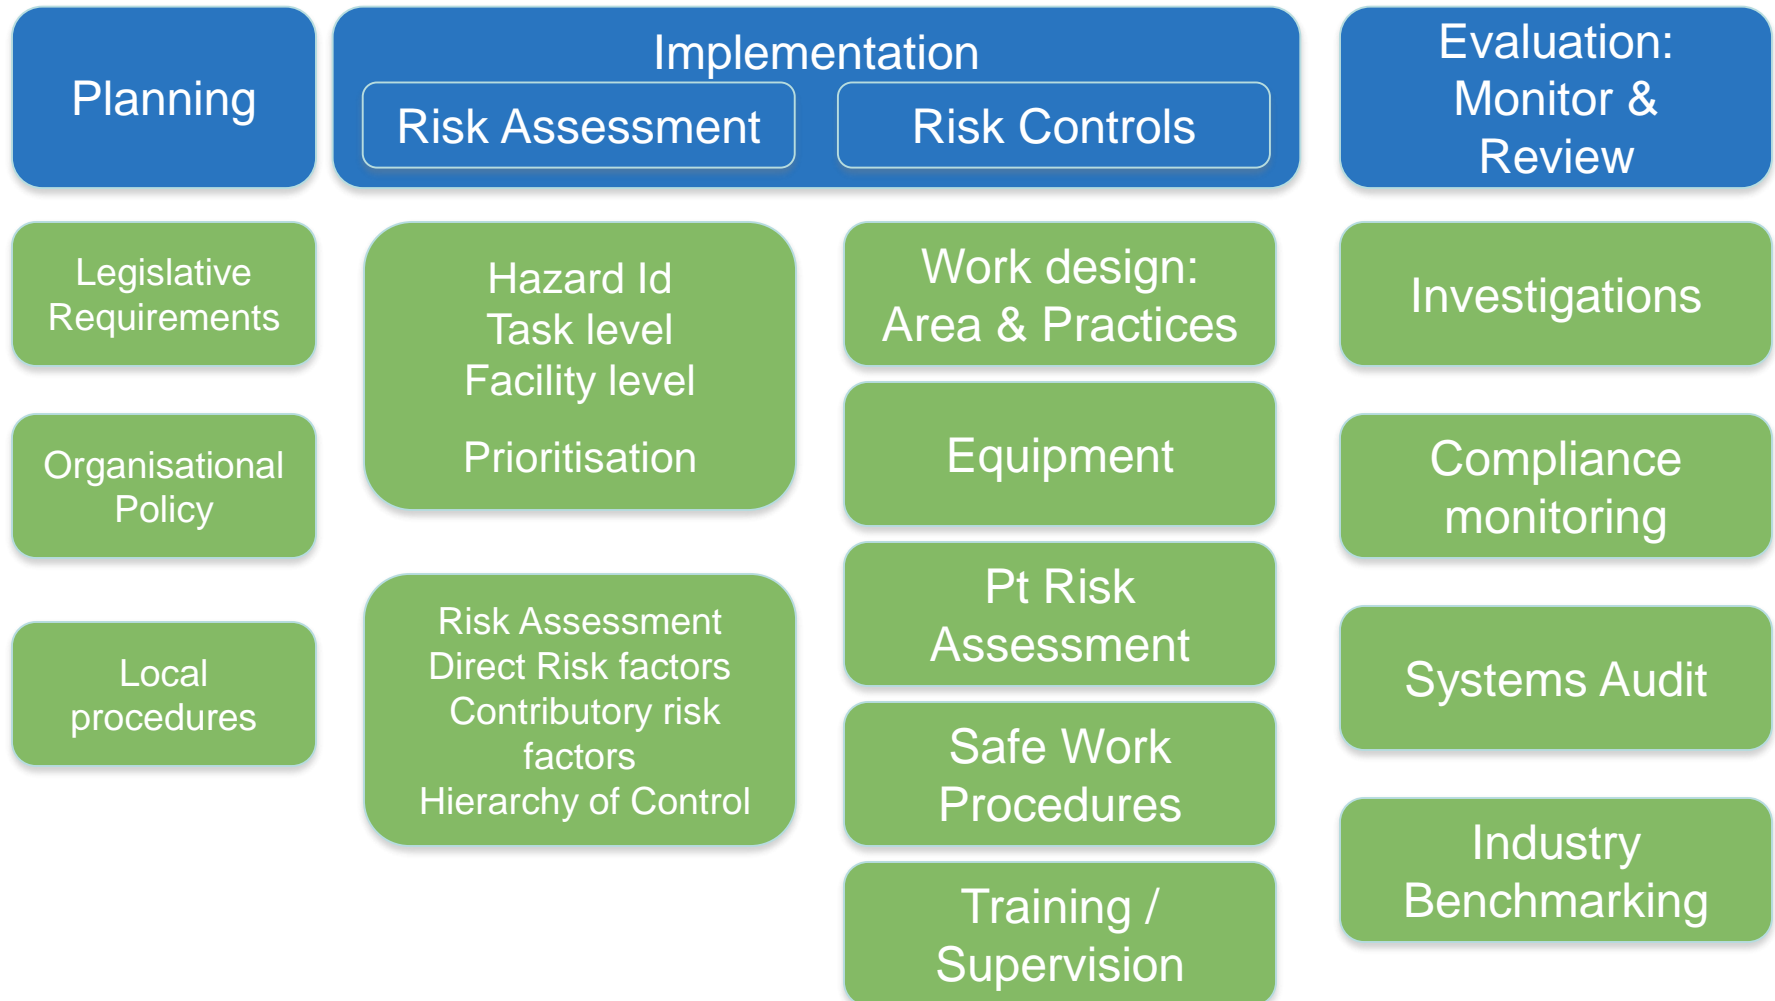 Planning
Implementation
Risk Assessment
Risk Controls
Evaluation:
Monitor &
Review
Legislative
Requirements
Organisational
Policy
Local
procedures
Hazard Id
Task level
Facility level
Prioritisation
Risk Assessment
Direct Risk factors
Contributory risk
factors
Hierarchy of Control
Work design:
Area & Practices
Equipment
Pt Risk
Assessment
Safe Work
Procedures
Training /
Supervision
Investigations
Compliance
monitoring
Systems Audit
Industry
Benchmarking